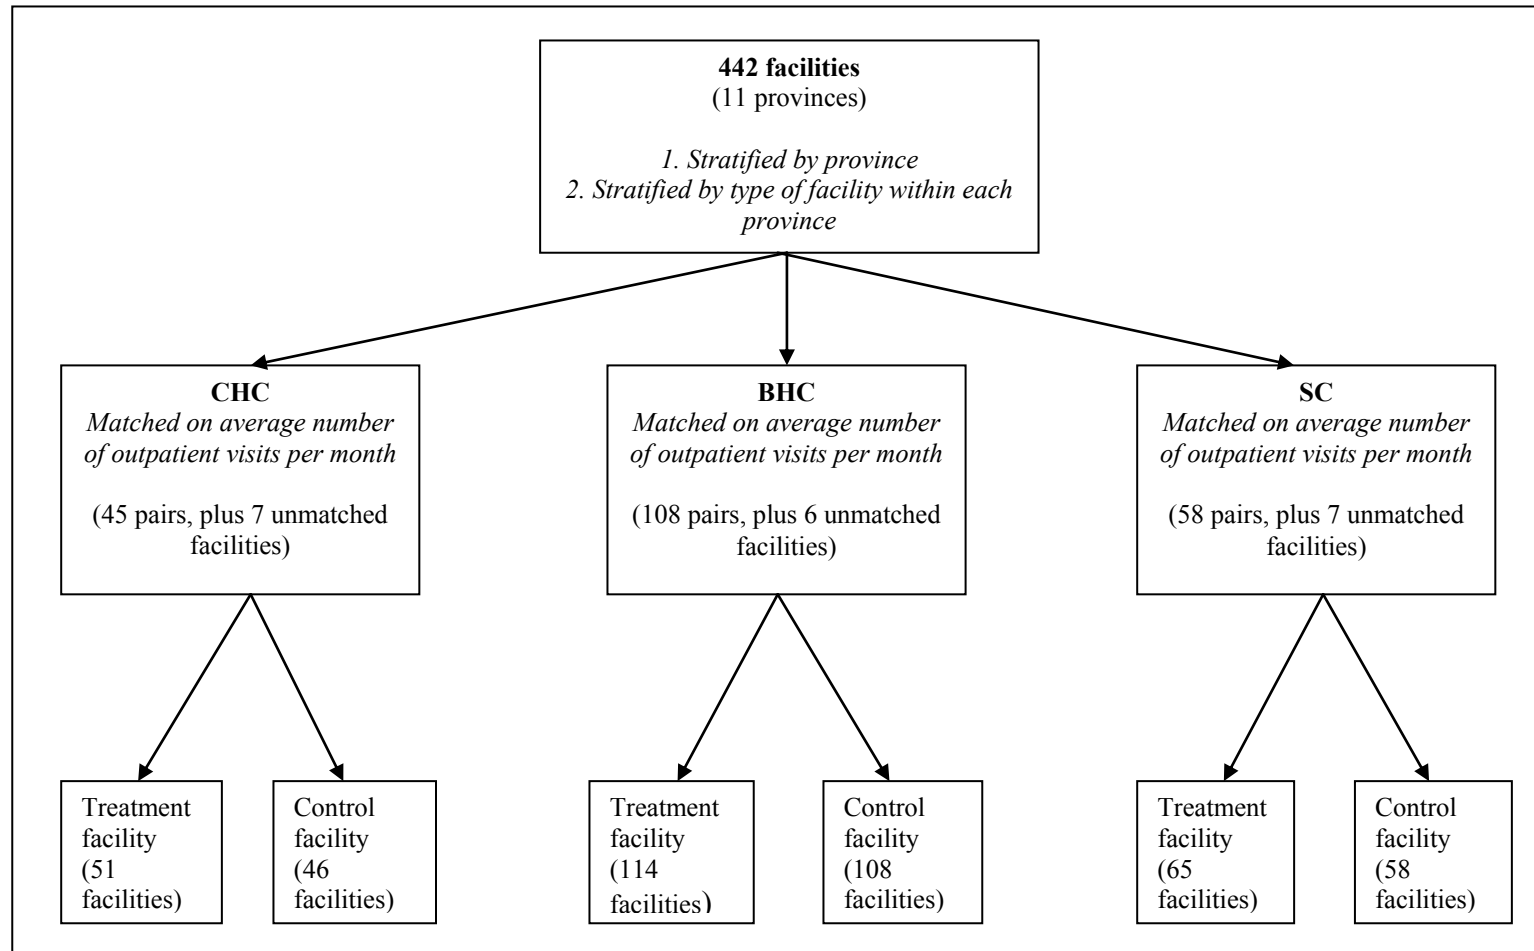 442 facilities
(11 provinces)
1. Stratified by province
2. Stratified by type of facility within each
province
CHC
Matched on average number
of outpatient visits per month
(45 pairs, plus 7 unmatched
facilities)
BHC
Matched on average number
of outpatient visits per month
(108 pairs, plus 6 unmatched
facilities)
SC
Matched on average number
of outpatient visits per month
(58 pairs, plus 7 unmatched
facilities)
Treatment
facility
(51
facilities)
Control
facility
(46
facilities)
Treatment
facility
(114
facilities)
Control
facility
(108
facilities)
Treatment
facility
(65
facilities)
Control
facility
(58
facilities)